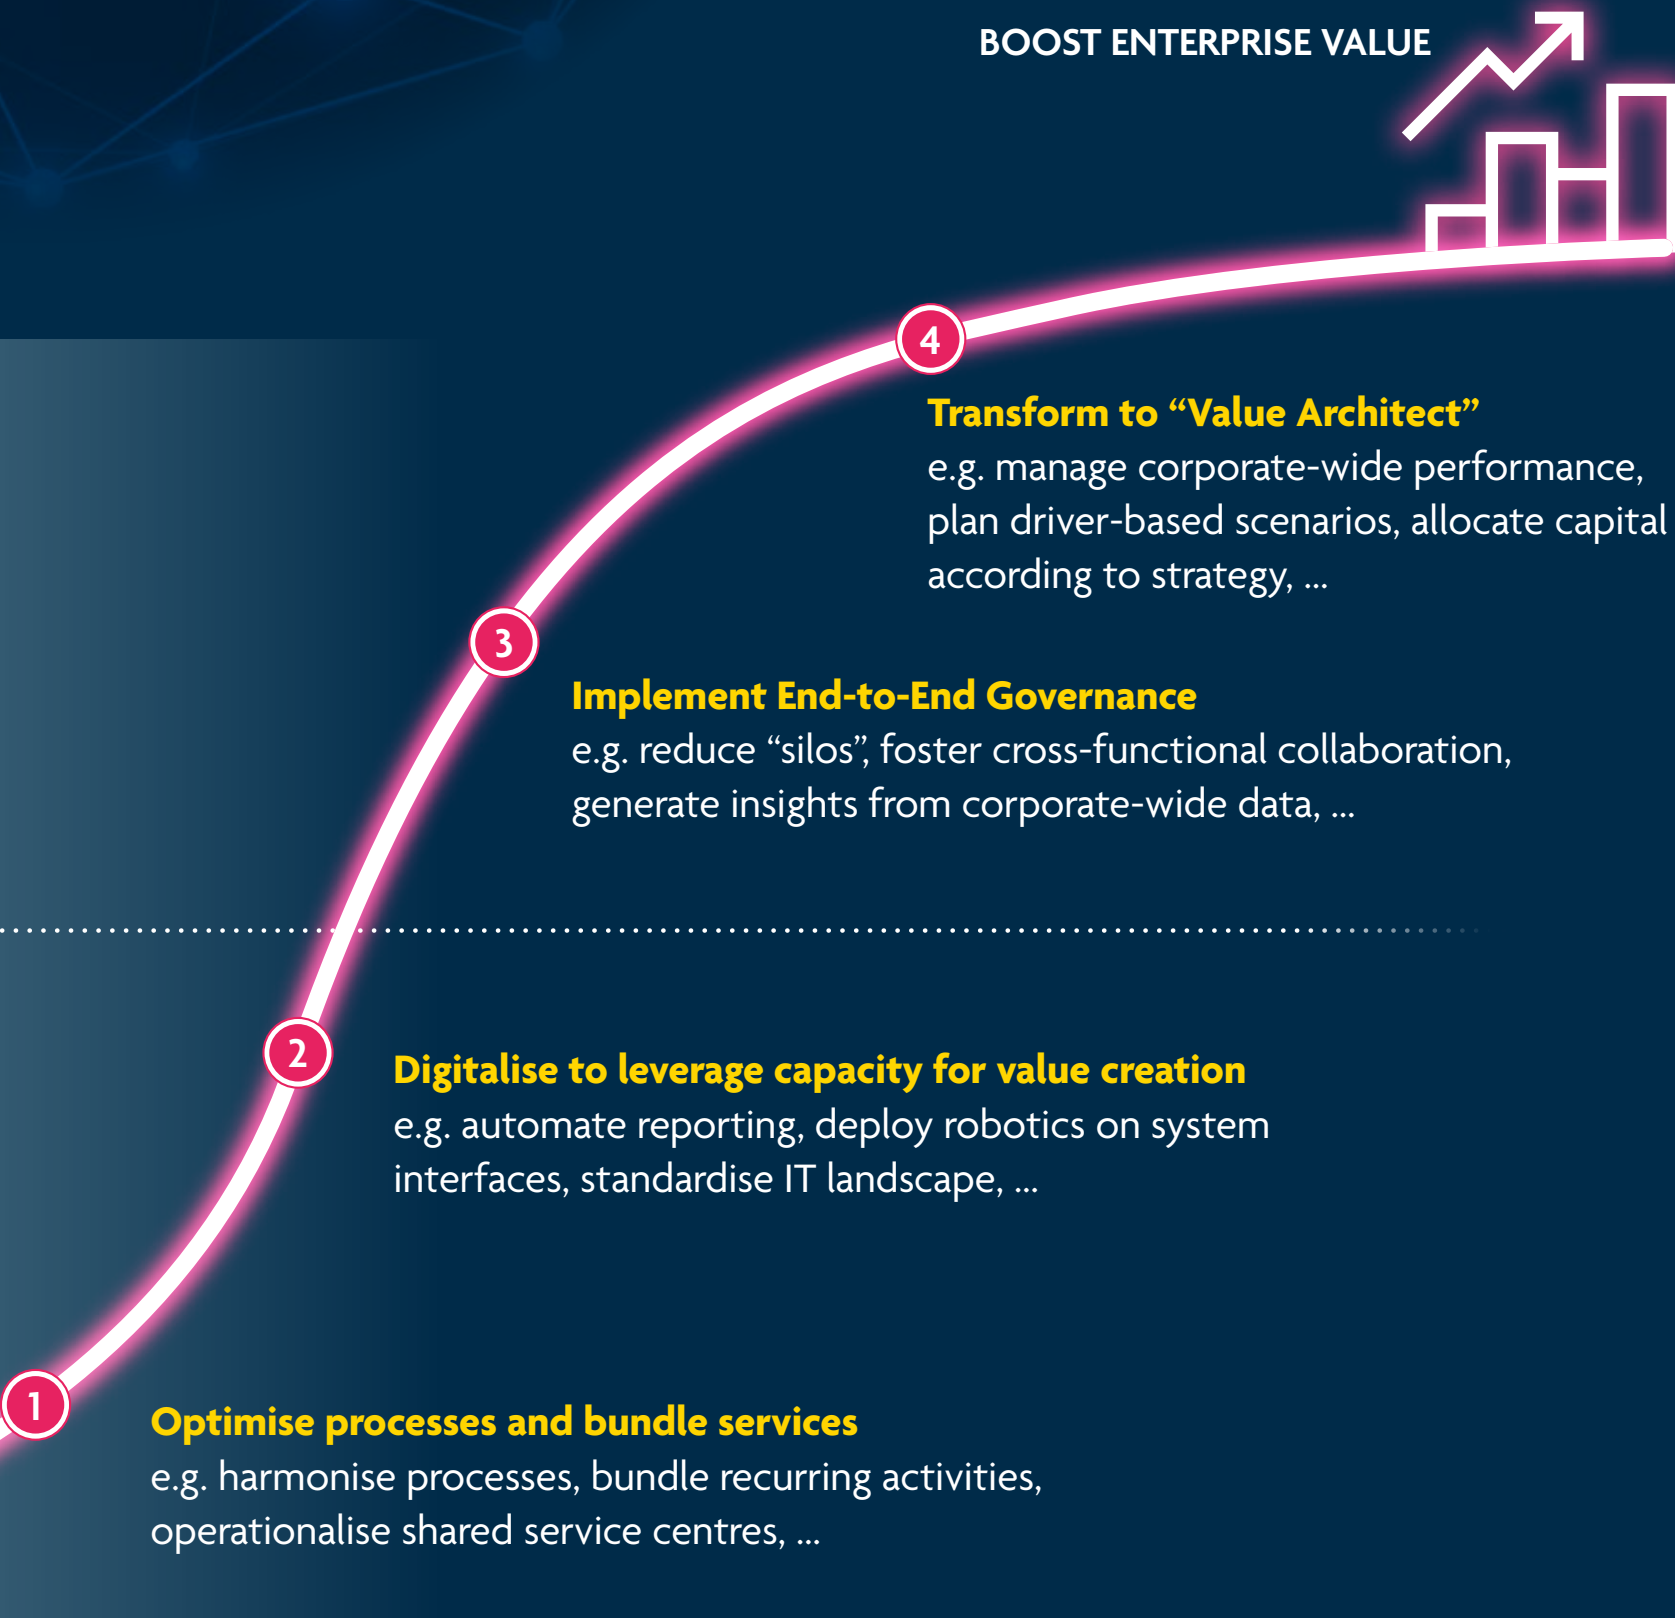 BOOST ENTERPRISE VALUE
4
Transform to “Value Architect”
e.g. manage corporate-wide performance,
plan driver-based scenarios, allocate capital
according to strategy, ...
3
Implement End-to-End Governance
e.g. reduce “silos”, foster cross-functional collaboration,
generate insights from corporate-wide data, ...
2
Digitalise to leverage capacity for value creation
e.g. automate reporting, deploy robotics on system
interfaces, standardise IT landscape, ...
1
Optimise processes and bundle services
e.g. harmonise processes, bundle recurring activities,
operationalise shared service centres, ...